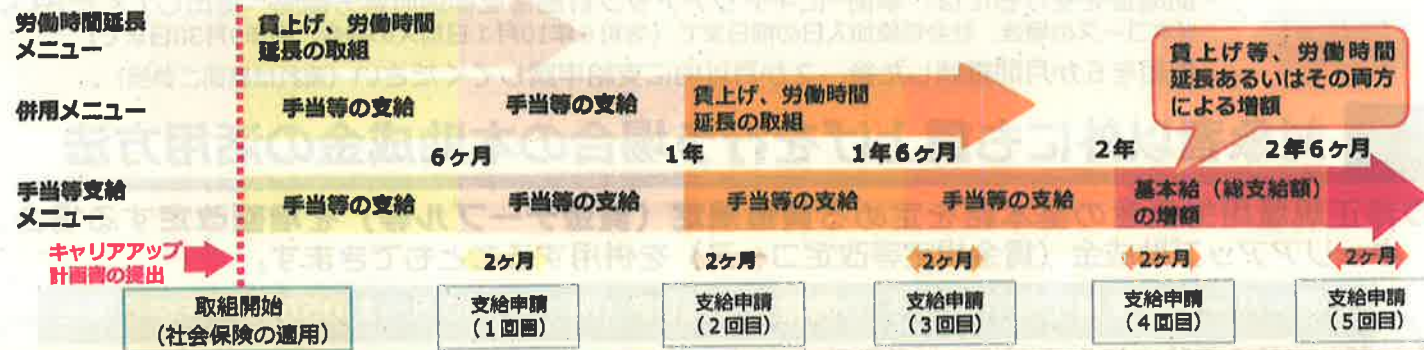 労働時間延長
メニュー
賃上げ、労働時間
延長の取組
賃上げ等、労働時間
延長あるいはその両方
による増額
併用メニュー
手当等の支給
手当等の支給
賃上げ、労働時間
延長の取組
6ヶ月
1年
1年6ヶ月
2年
2年6ヶ月
手当等支給
メニュー
手当等の支給
手当等の支給
手当等の支給
手当等の支給
基本給（総支給額）
の増額
キャリアアップ
計画書の提出
2ヶ月
2ヶ月
2ヶ月
2ヶ月
2ヶ月
取組開始
（社会保険の適用）
支給申請
（1回目）
支給申請
（2回目）
支給申請
（3回目）
支給申請
（4回目）
支給申請
（5回目）